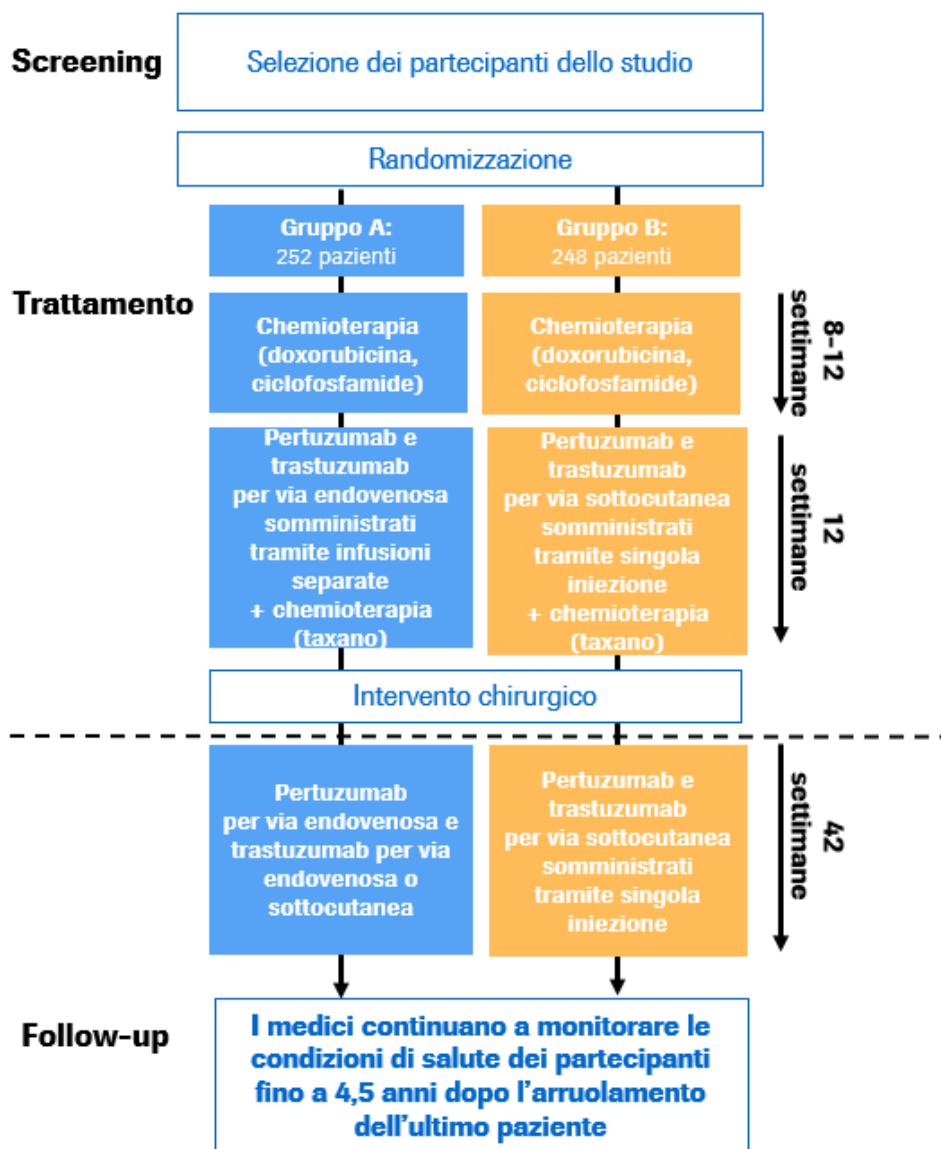 Screening
Selezione dei partecipanti dello studio
Randomizzazione
Gruppo A:
252 pazienti
Gruppo B:
248 pazienti
Trattamento
Chemioterapia
(doxorubicina,
ciclofosfamide)
Chemioterapia
(doxorubicina,
ciclofosfamide)
8-12
settimane
Pertuzumab e
trastuzumab
per via endovenosa
somministrati
tramite infusioni
separate
+ chemioterapia
(taxano)
Pertuzumab e
trastuzumab
per via sottocutanea
somministrati
tramite singola
iniezione
+ chemioterapia
(taxano)
12
settimane
Intervento chirurgico
Pertuzumab
per via endovenosa e
trastuzumab per via
endovenosa o
sottocutanea
Pertuzumab e
trastuzumab
per via sottocutanea
somministrati
tramite singola
iniezione
42
settimane
Follow-up
I medici continuano a monitorare le
condizioni di salute dei partecipanti
fino a 4,5 anni dopo l'arruolamento
dell'ultimo paziente